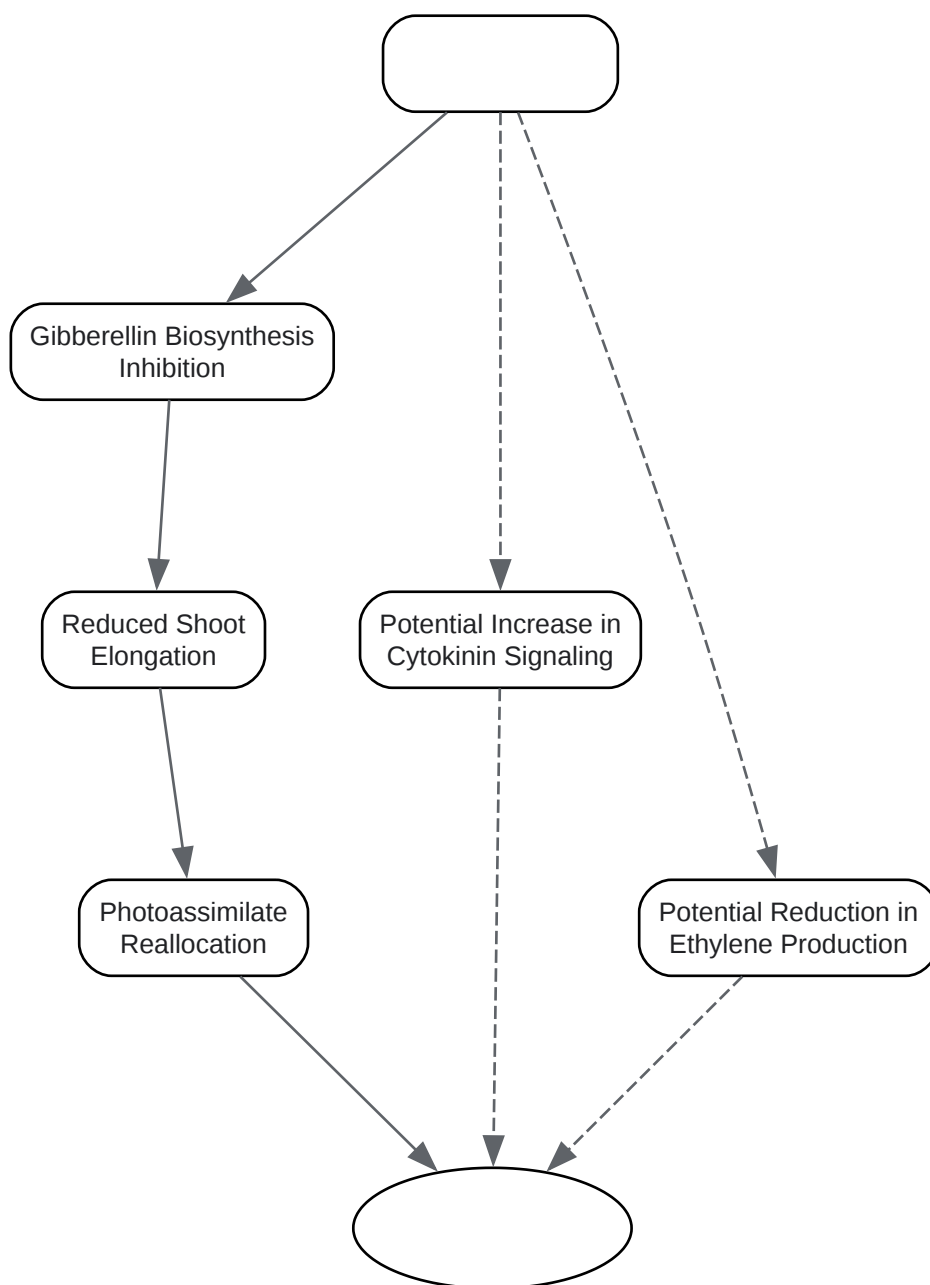 Gibberellin Biosynthesis
Inhibition
Reduced Shoot
Elongation
Potential Increase in
Cytokinin Signaling
Photoassimilate
Reallocation
Potential Reduction in
Ethylene Production